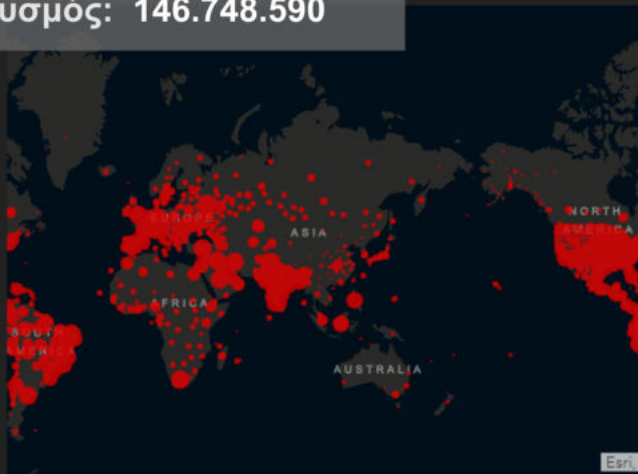 υσμός: 146.748.590
EUROPE
ASIA
NORTH
AMERICA
AFRICA
SOUTH
AMERICA
AUSTRALIA
Esri,